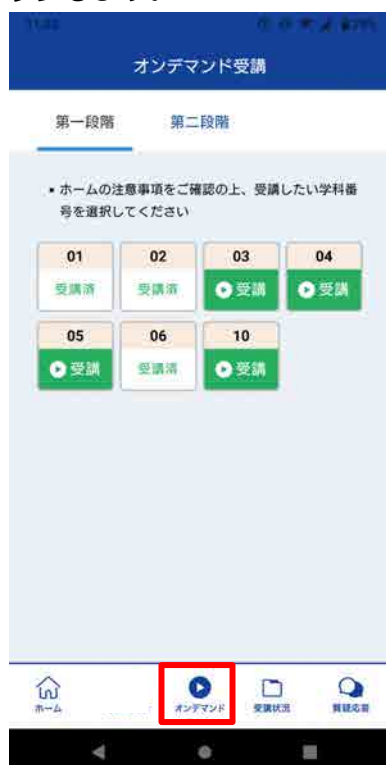 オンデマンド受講
第一段階 第二段階
• ホームの注意事項をご確認の上、受講したい学科番
号を選択してください
01 02 03 04
受講済 受講済 受講 受講
05 06 10
受講 受講済 受講
ホーム オンデマンド 受講状況 質疑応答